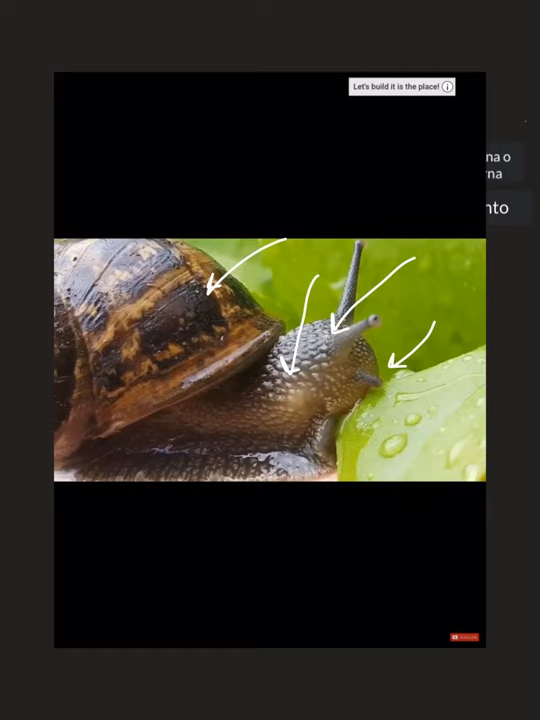 Let's build it is the place!
na o
rna
nto